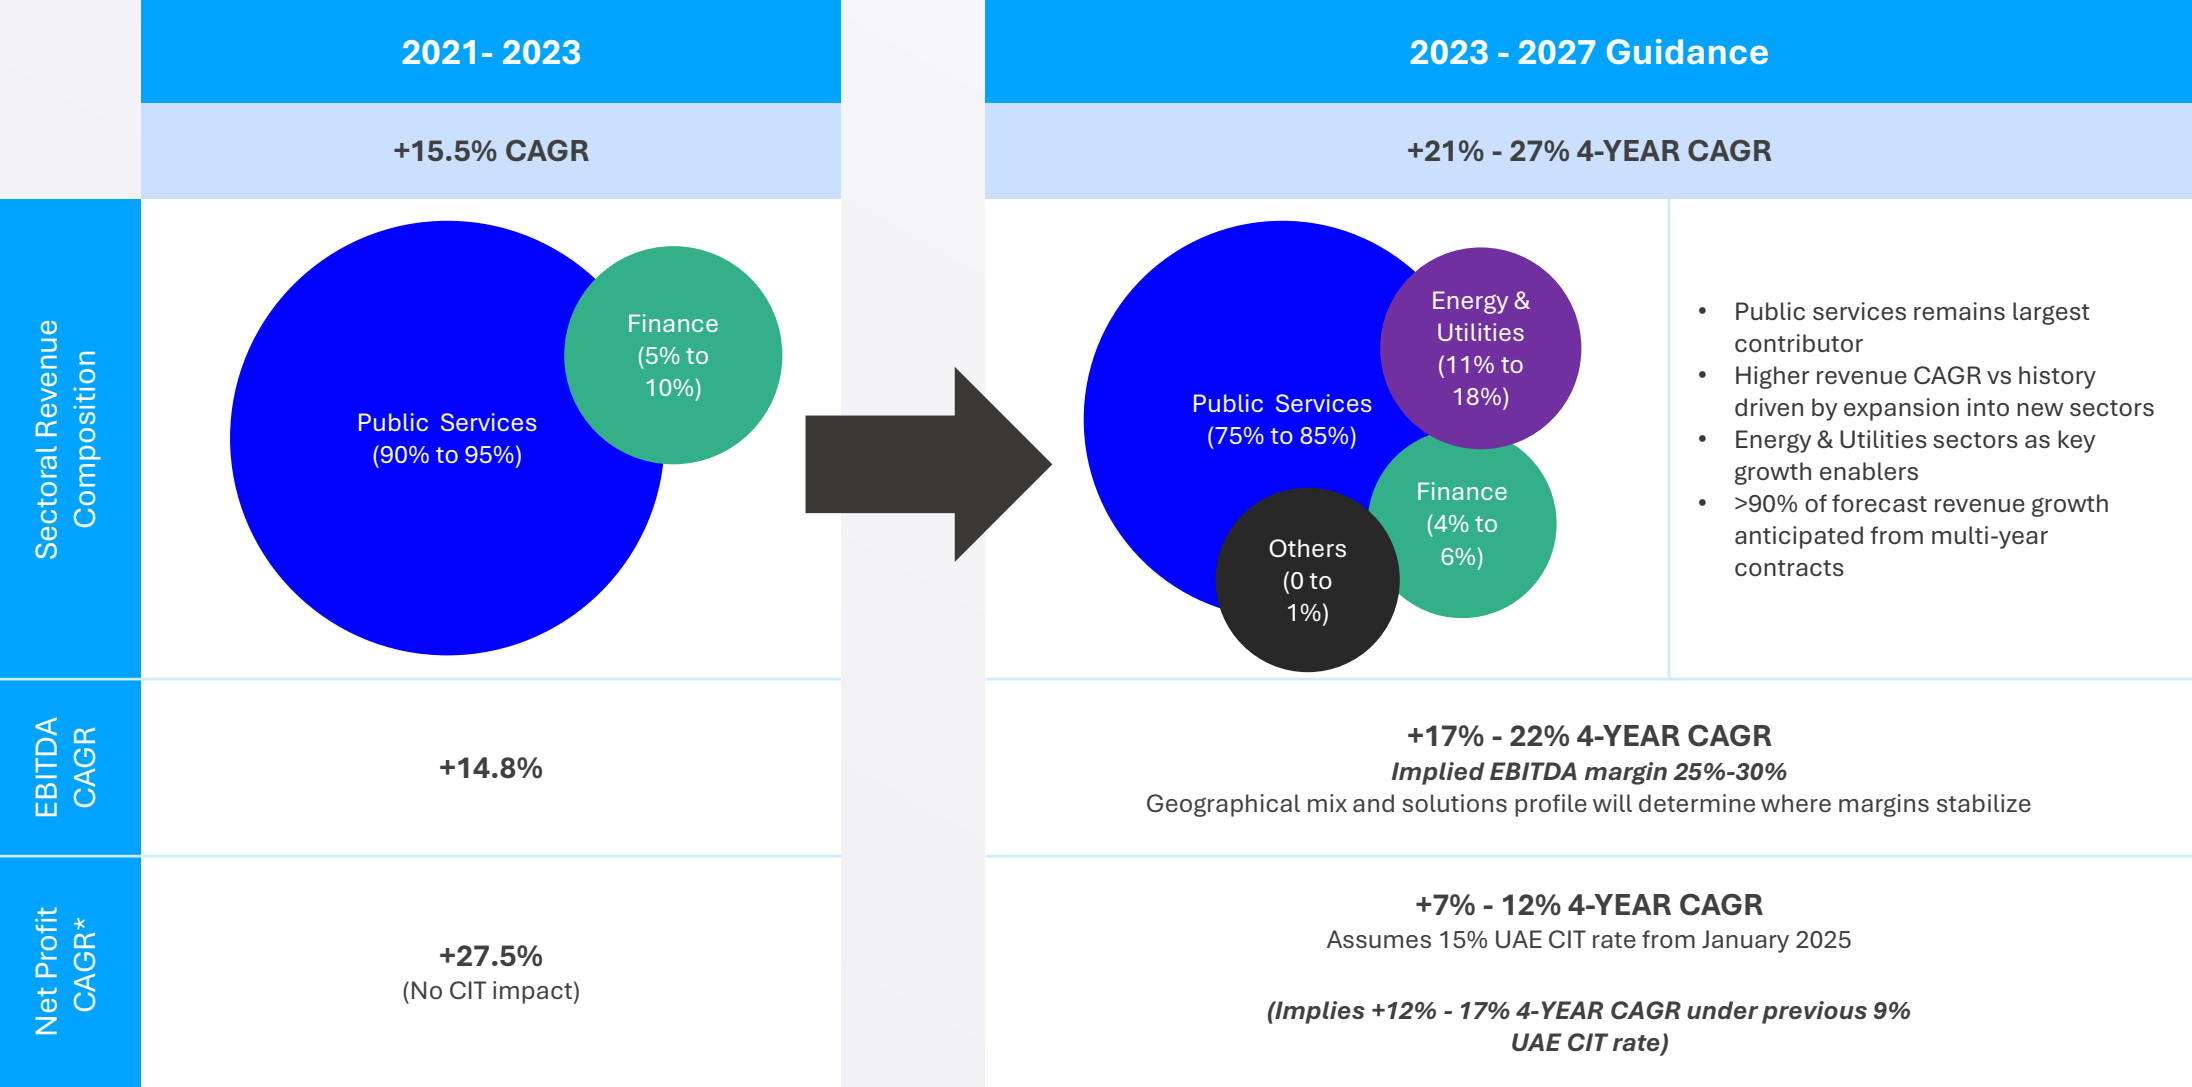 2021- 2023
2023 - 2027 Guidance
+15.5% CAGR
+21% - 27% 4-YEAR CAGR
Sectoral Revenue
Composition
Public  Services
(90% to 95%)
Finance
(5% to
10%)
Public  Services
(75% to 85%)
Energy &
Utilities
(11% to
18%)
Finance
(4% to
6%)
Others
(0 to
1%)
• Public services remains largest
contributor
• Higher revenue CAGR vs history
driven by expansion into new sectors
• Energy & Utilities sectors as key
growth enablers
• >90% of forecast revenue growth
anticipated from multi-year
contracts
EBITDA
CAGR
+14.8%
+17% - 22% 4-YEAR CAGR
Implied EBITDA margin 25%-30%
Geographical mix and solutions profile will determine where margins stabilize
Net Profit
CAGR*
+27.5%
(No CIT impact)
+7% - 12% 4-YEAR CAGR
Assumes 15% UAE CIT rate from January 2025
(Implies +12% - 17% 4-YEAR CAGR under previous 9%
UAE CIT rate)